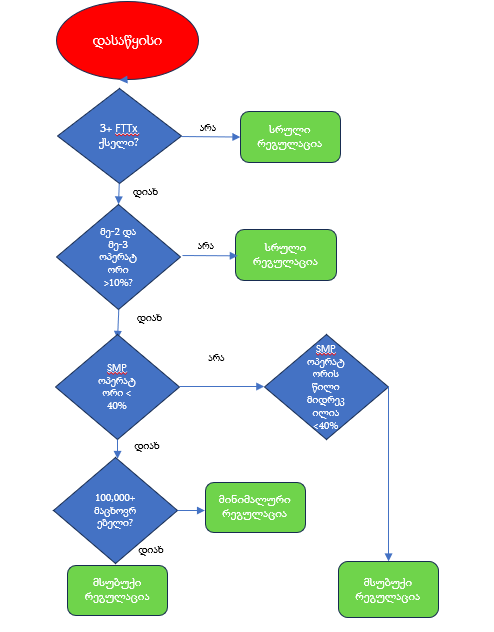 დასაწყისი
3+ FTTx
ქსელი?
არა
სრული
რეგულაცია
დიახ
მე-2 და
მე-3
ოპერატ
ორი
>10%?
არა
სრული
რეგულაცია
დიახ
SMP
ოპერატ
ორი <
40%
არა
SMP
ოპერატ
ორის
წილი
მიდრეკ
ილია
<40%
დიახ
100,000+
მაცხოვრ
ებელი?
მინიმალური
რეგულაცია
დიახ
მსუბუქი
რეგულაცია
მსუბუქი
რეგულაცია